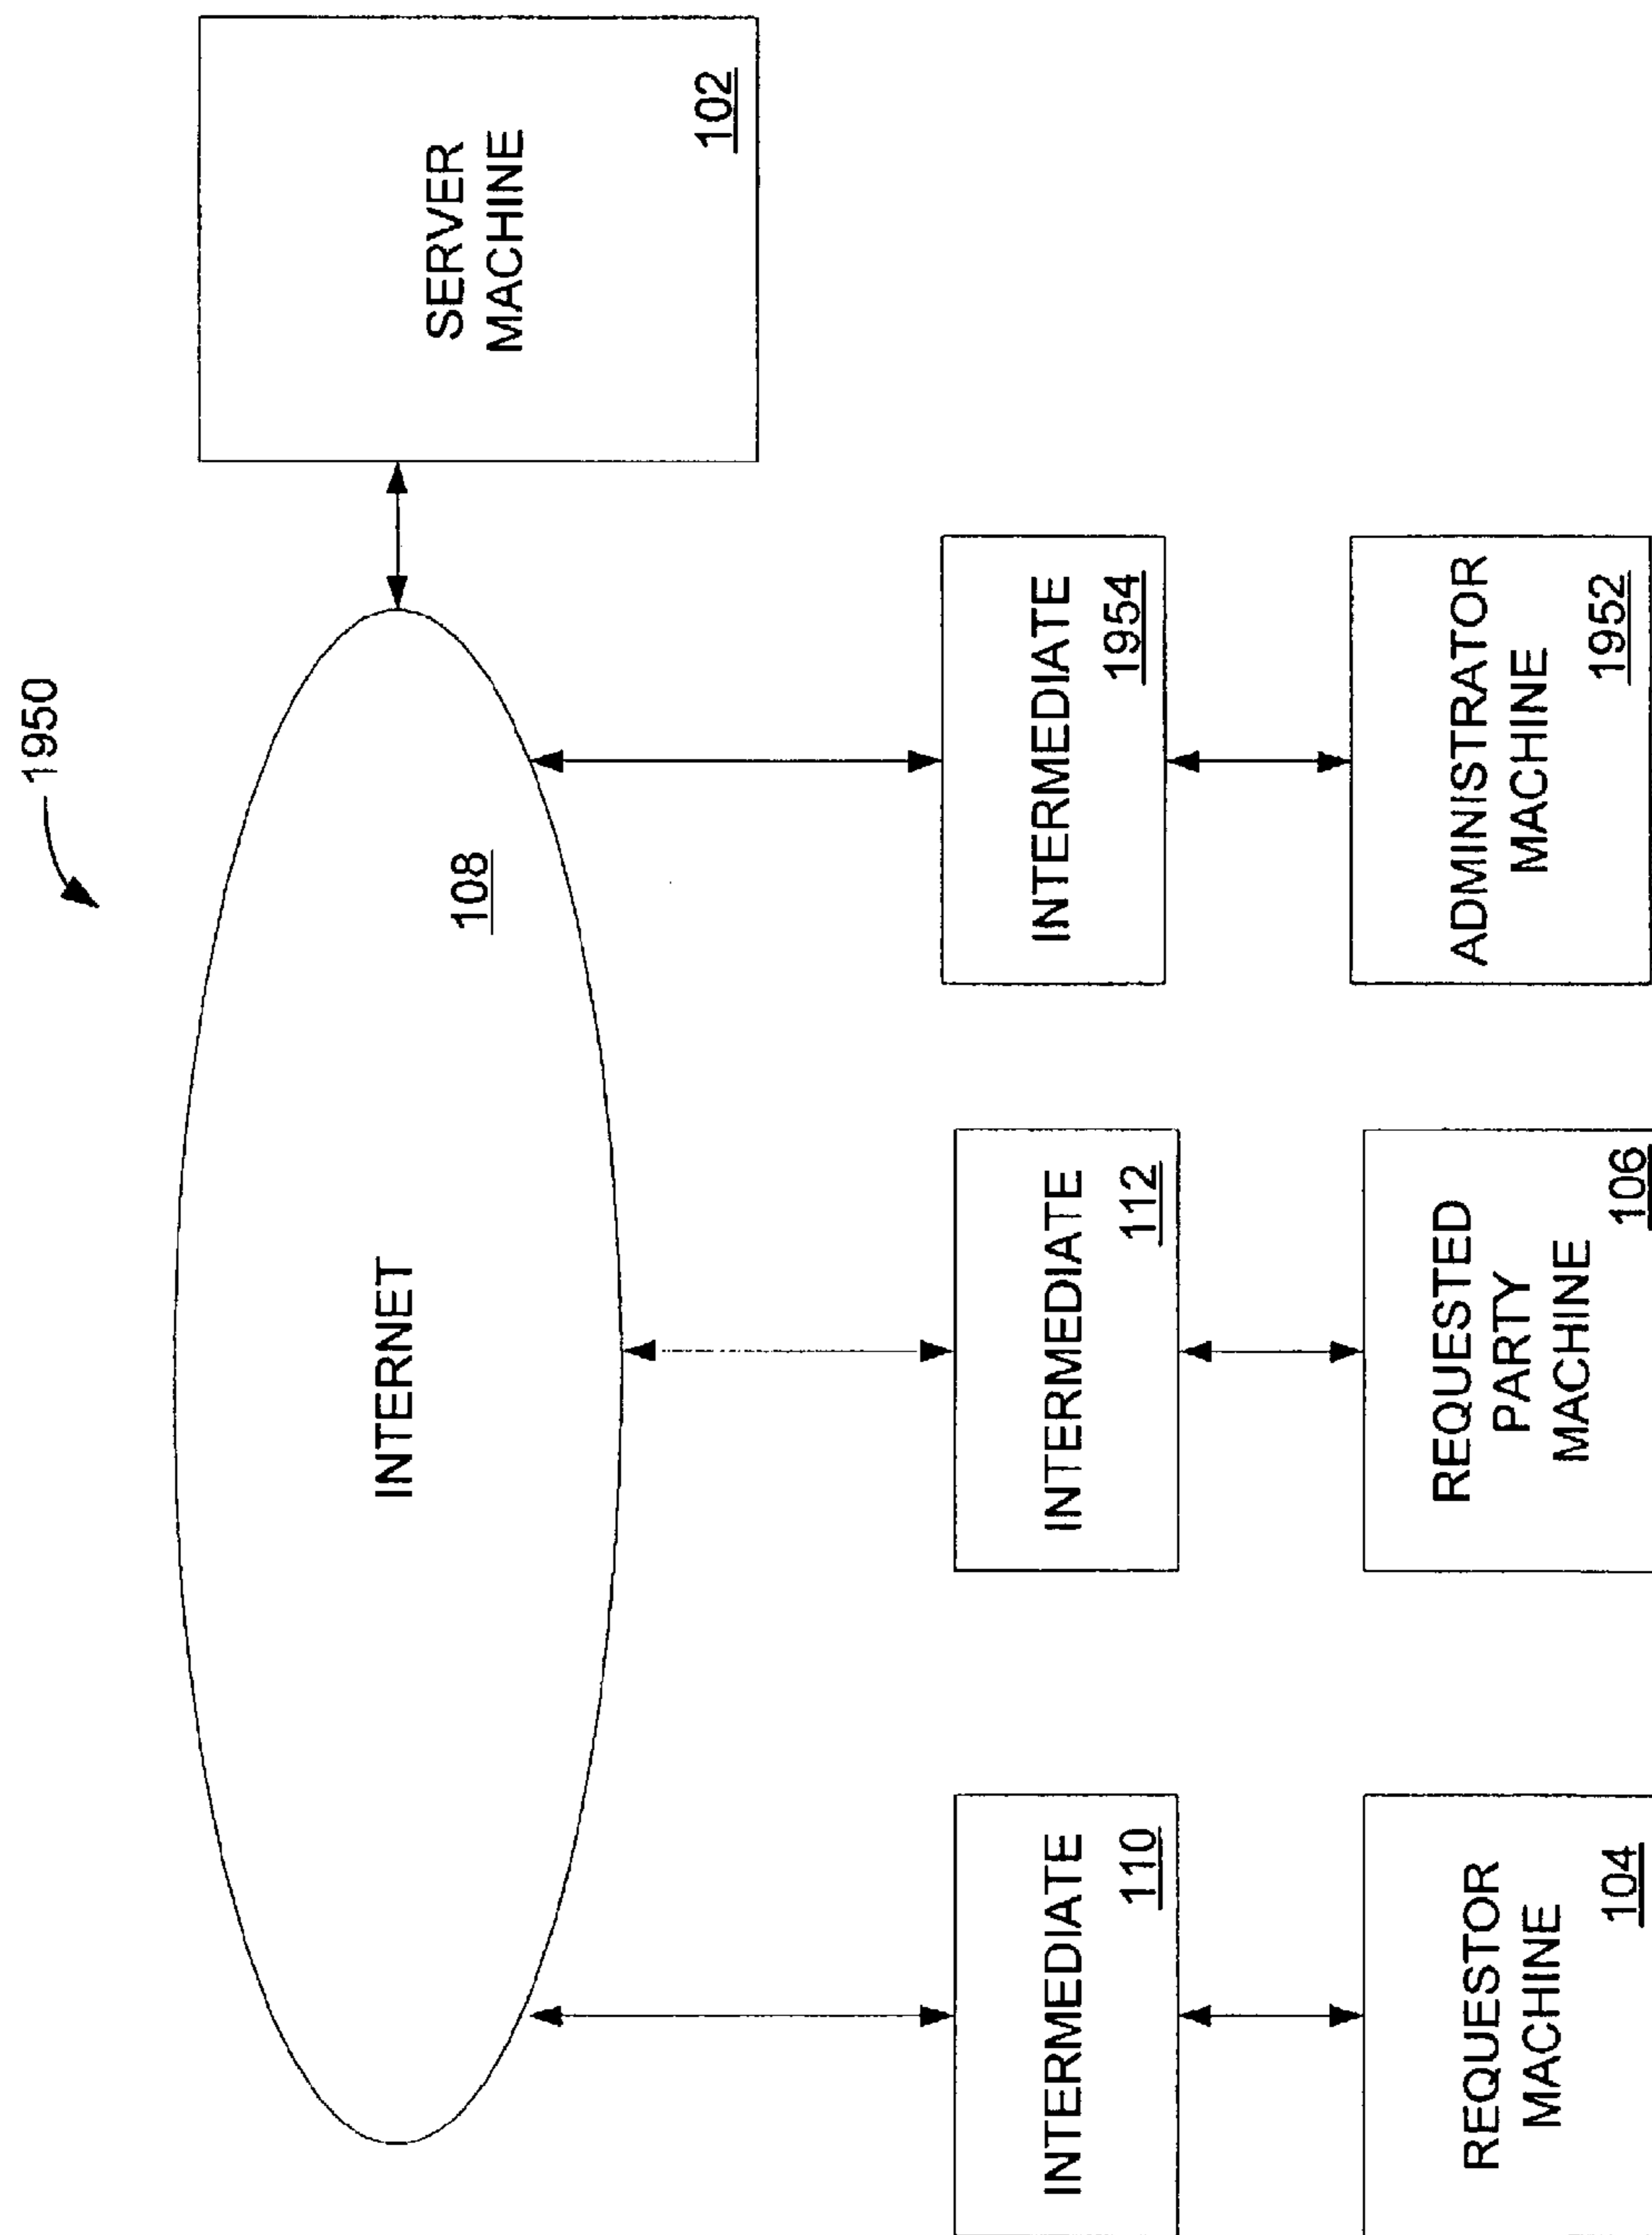 1950
INTERNET
108
SERVER
MACHINE
102
INTERMEDIATE
110
INTERMEDIATE
112
INTERMEDIATE
1954
REQUESTOR
MACHINE
104
REQUESTED
PARTY
MACHINE
106
ADMINISTRATOR
MACHINE
1952